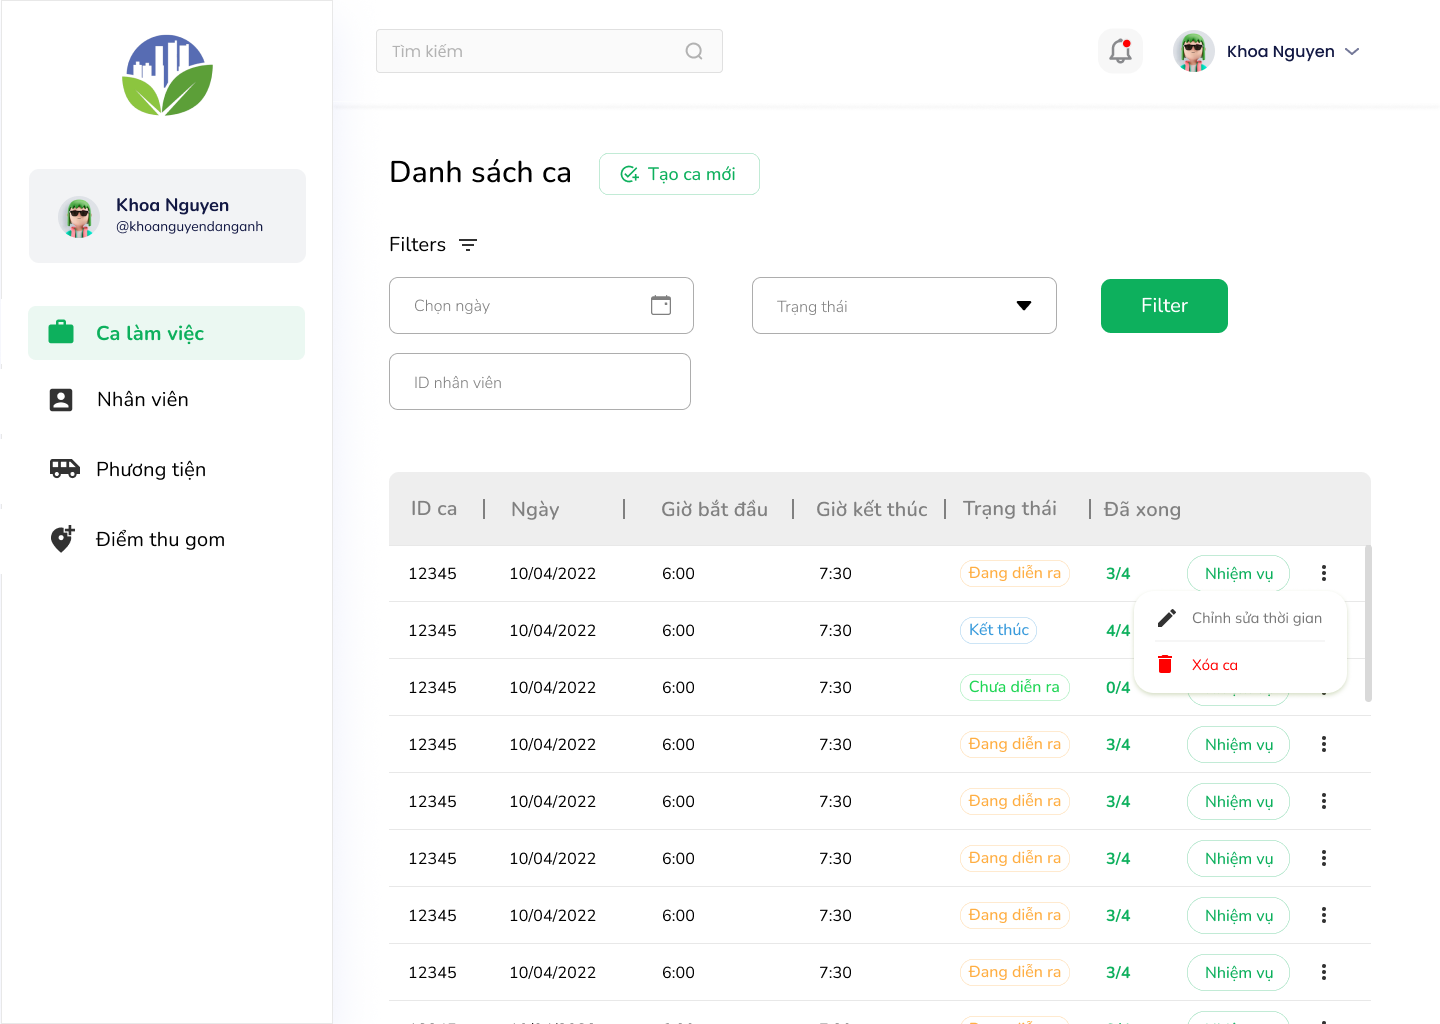 Tìm kiếm
Khoa Nguyen
Khoa Nguyen
@khoanguyendanganh
Ca làm việc
Nhân viên
Phương tiện
Điểm thu gom
Danh sách ca
Tạo ca mới
Filters
Chọn ngày
Trạng thái
Filter
ID nhân viên
ID ca | Ngày | Giờ bắt đầu | Giờ kết thúc | Trạng thái | Đã xong
12345 10/04/2022 6:00 7:30 Đang diễn ra 3/4 Nhiệm vụ
Chỉnh sửa thời gian
12345 10/04/2022 6:00 7:30 Kết thúc 4/4
Xóa ca
12345 10/04/2022 6:00 7:30 Chưa diễn ra 0/4
12345 10/04/2022 6:00 7:30 Đang diễn ra 3/4 Nhiệm vụ
12345 10/04/2022 6:00 7:30 Đang diễn ra 3/4 Nhiệm vụ
12345 10/04/2022 6:00 7:30 Đang diễn ra 3/4 Nhiệm vụ
12345 10/04/2022 6:00 7:30 Đang diễn ra 3/4 Nhiệm vụ
12345 10/04/2022 6:00 7:30 Đang diễn ra 3/4 Nhiệm vụ